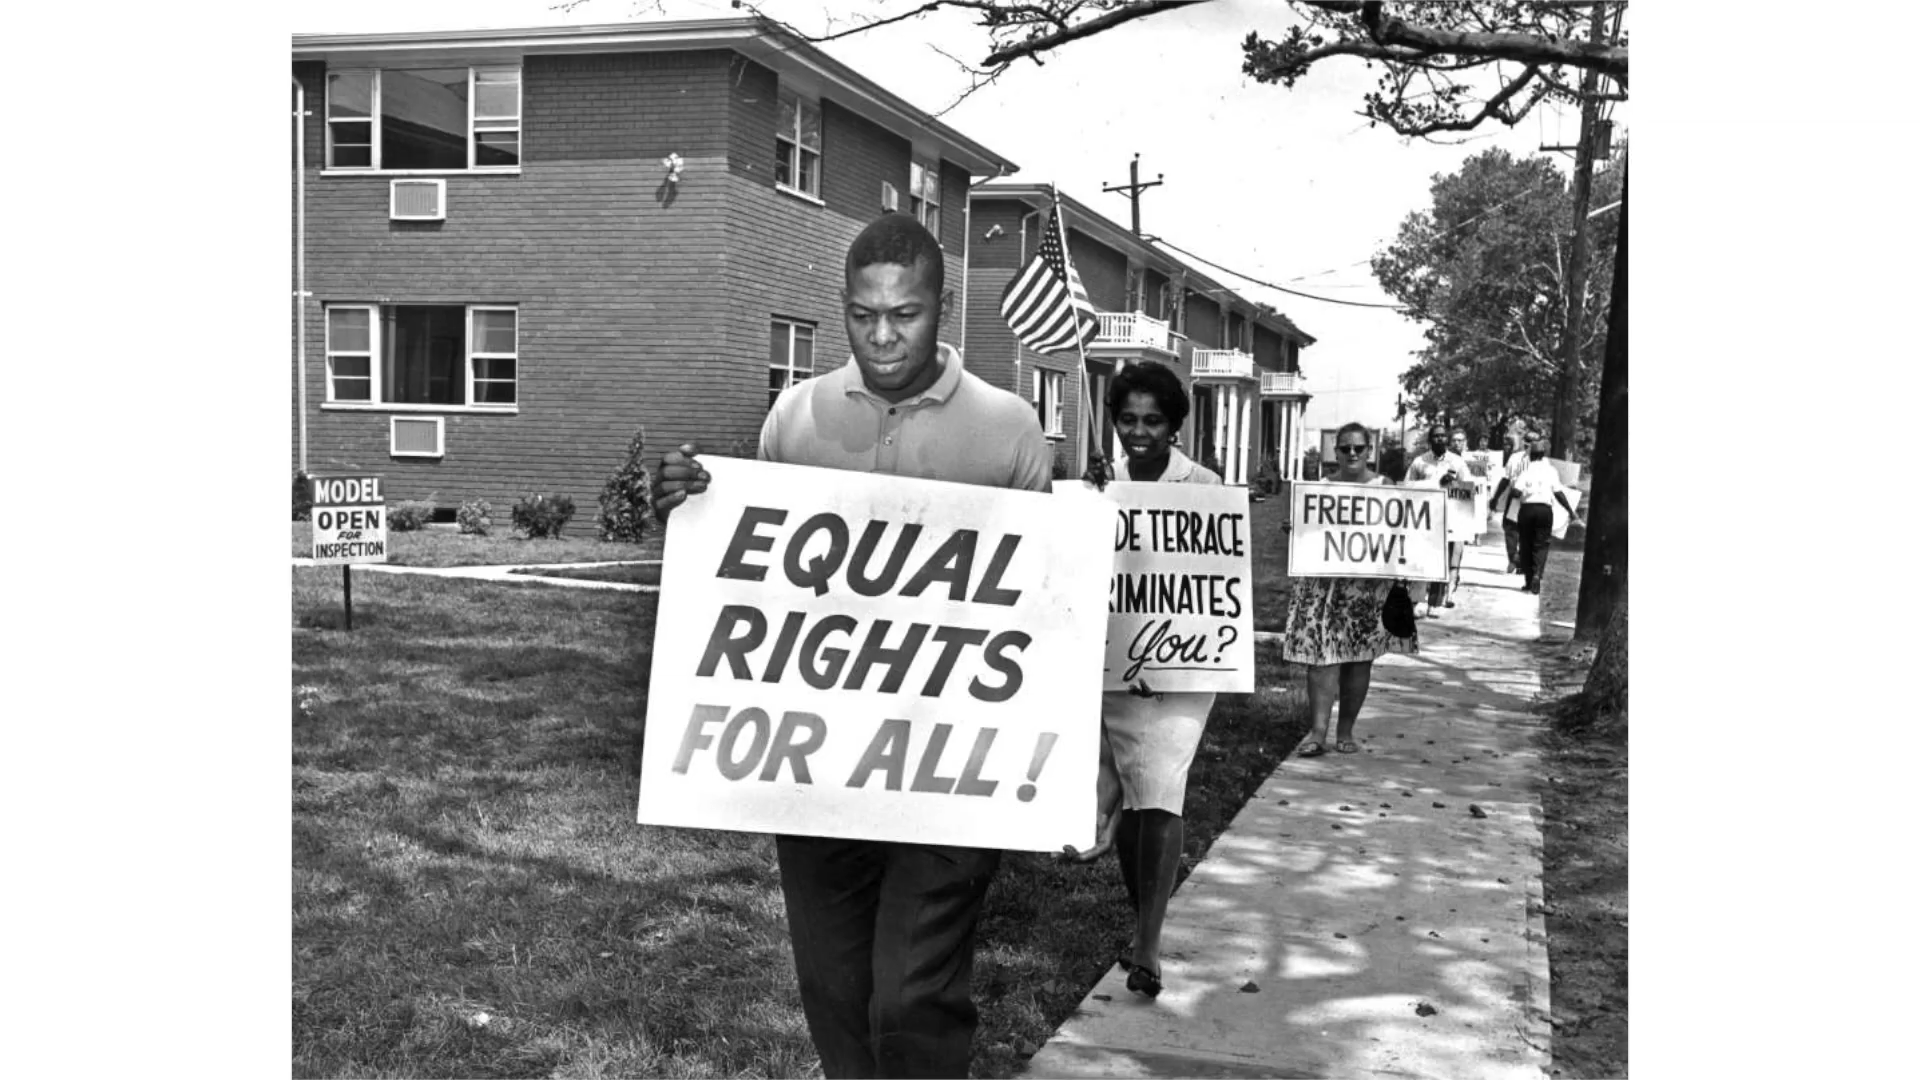 MODEL
OPEN
FOR
INSPECTION
EQUAL
RIGHTS
FOR ALL!
DE TERRACE
RIMINATES
You?
FREEDOM
NOW!